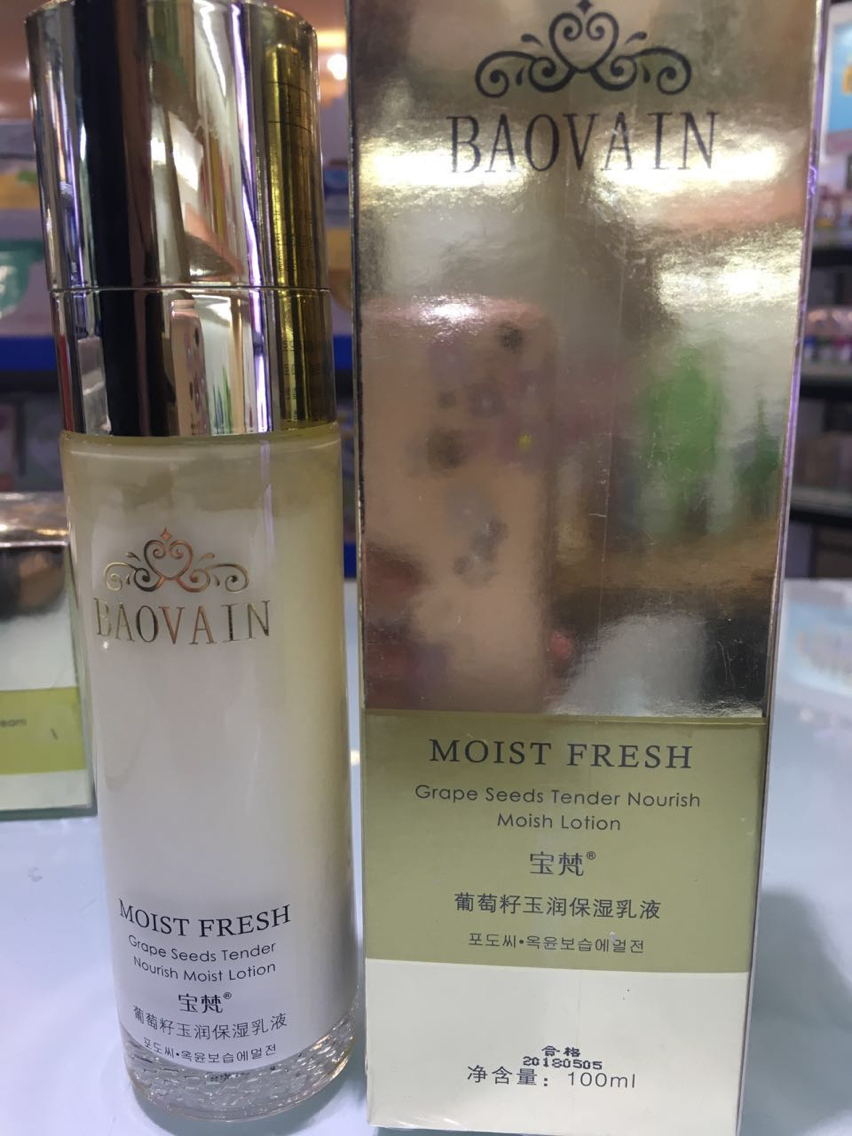 BAOVAIN
MOIST FRESH
Grape Seeds Tender
Nourish Moist Lotion
宝梵®
葡萄籽玉润保湿乳液
포도씨•옥윤보습에멀전
BAOVAIN
MOIST FRESH
Grape Seeds Tender Nourish
Moish Lotion
宝梵®
葡萄籽玉润保湿乳液
포도씨•옥윤보습에멀전
合格
20180505
净含量：100ml